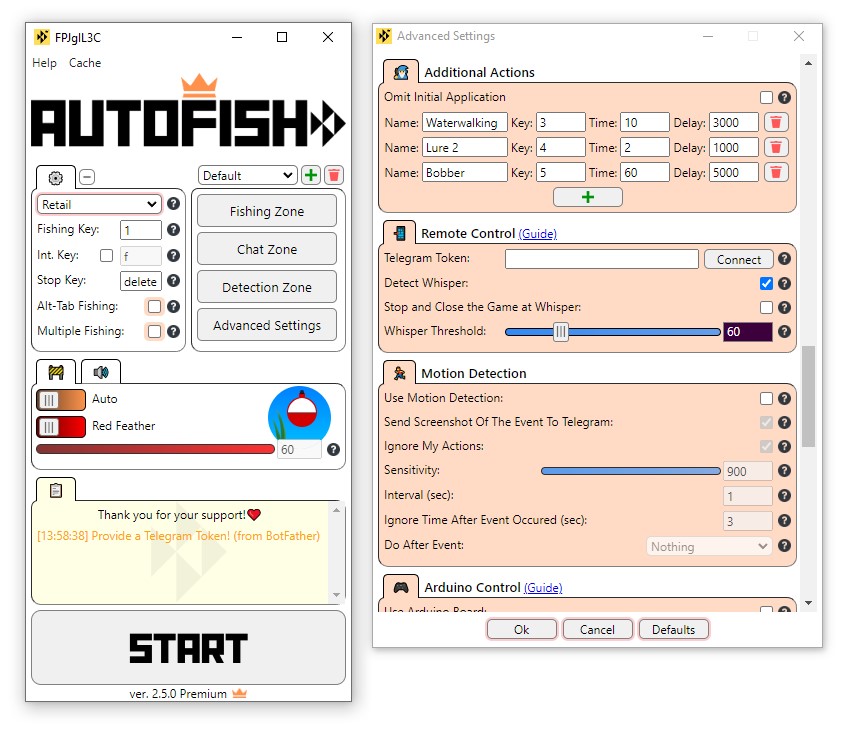 FPJglL3C
Help Cache
AUTOFISH
Default
Retail
Fishing Key: 1
Int. Key: f
Stop Key: delete
Alt-Tab Fishing:
Multiple Fishing:
Fishing Zone
Chat Zone
Detection Zone
Advanced Settings
Auto
Red Feather
60
Thank you for your support!
[13:58:38] Provide a Telegram Token! (from BotFather)
START
ver. 2.5.0 Premium
Advanced Settings
Additional Actions
Omit Initial Application
Name: Waterwalking Key: 3 Time: 10 Delay: 3000
Name: Lure 2 Key: 4 Time: 2 Delay: 1000
Name: Bobber Key: 5 Time: 60 Delay: 5000
Remote Control (Guide)
Telegram Token: Connect
Detect Whisper:
Stop and Close the Game at Whisper:
Whisper Threshold: 60
Motion Detection
Use Motion Detection:
Send Screenshot Of The Event To Telegram:
Ignore My Actions:
Sensitivity: 900
Interval (sec): 1
Ignore Time After Event Occured (sec): 3
Do After Event: Nothing
Arduino Control (Guide)
Use Arduino Board:
Ok Cancel Defaults